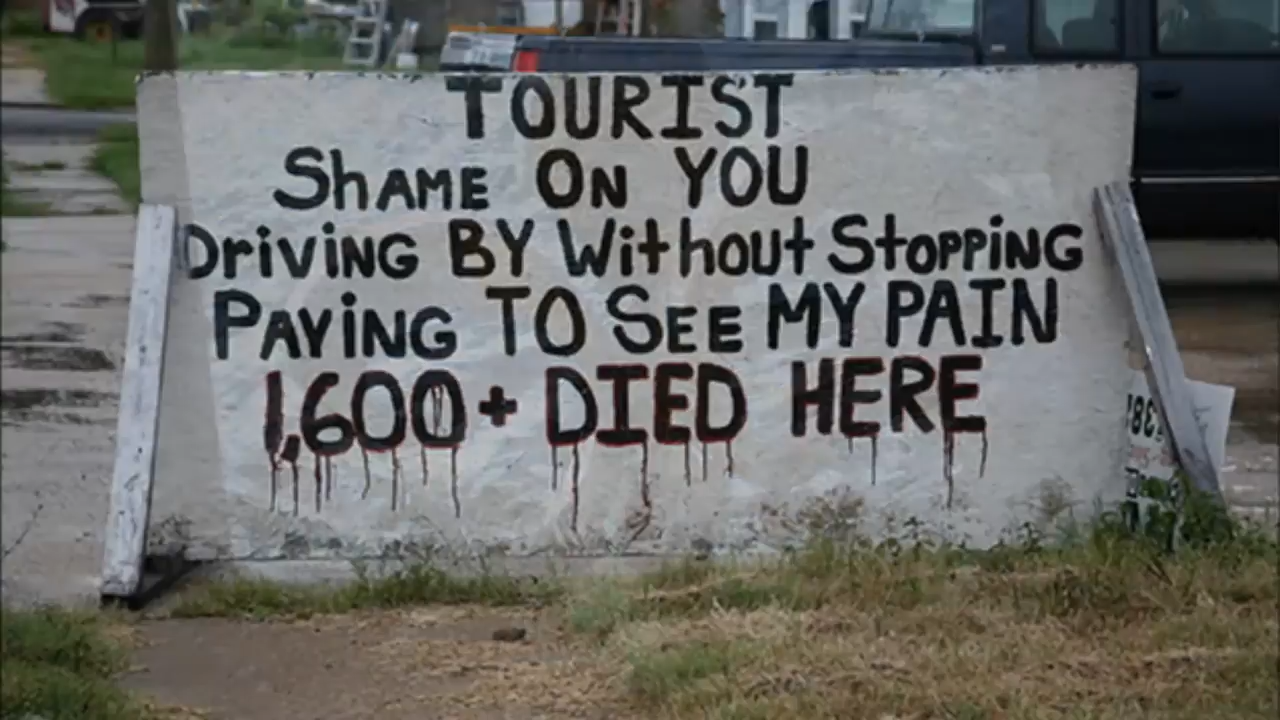 TOURIST
ShAME ON YOU
Driving BY Without Stopping
PAYING TO SEE MY PAIN
1,600+ DIED HERE